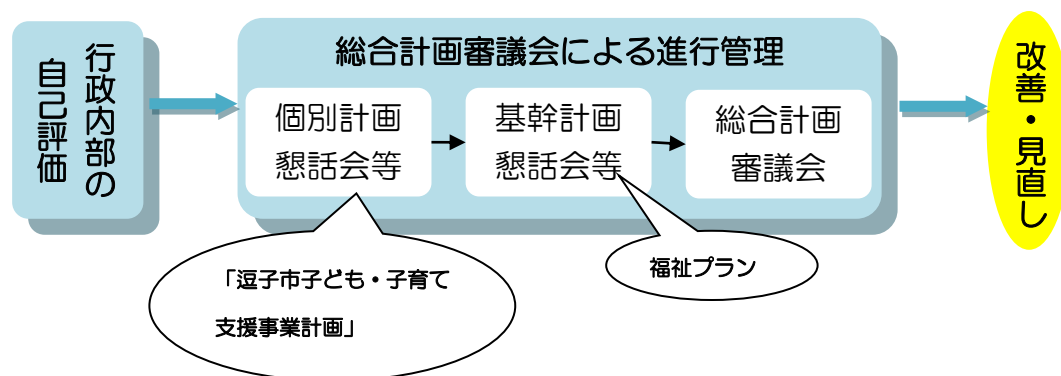 行政内部の
自己評価
総合計画審議会による進行管理
個別計画
懇話会等
基幹計画
懇話会等
総合計画
審議会
改善・見直し
「逗子市子ども・子育て
支援事業計画」
福祉プラン